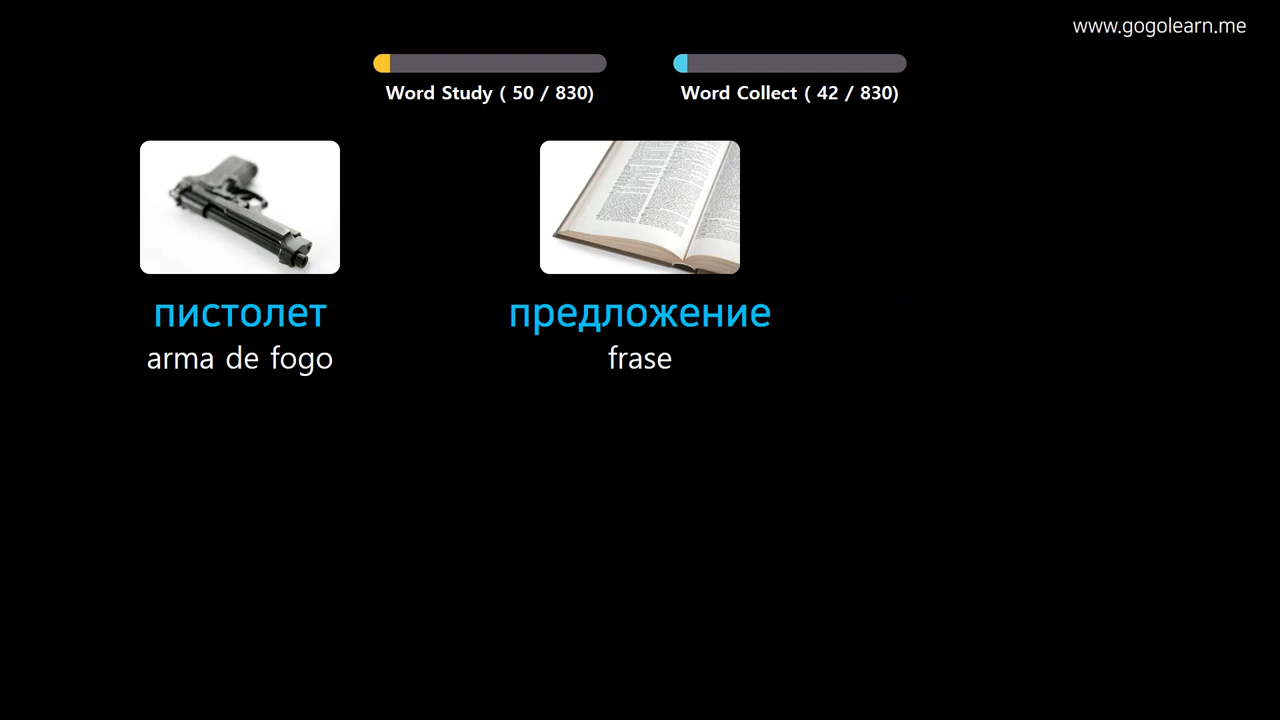 www.gogolearn.me
Word Study ( 50 / 830)
Word Collect ( 42 / 830)
пистолет
arma de fogo
предложение
frase